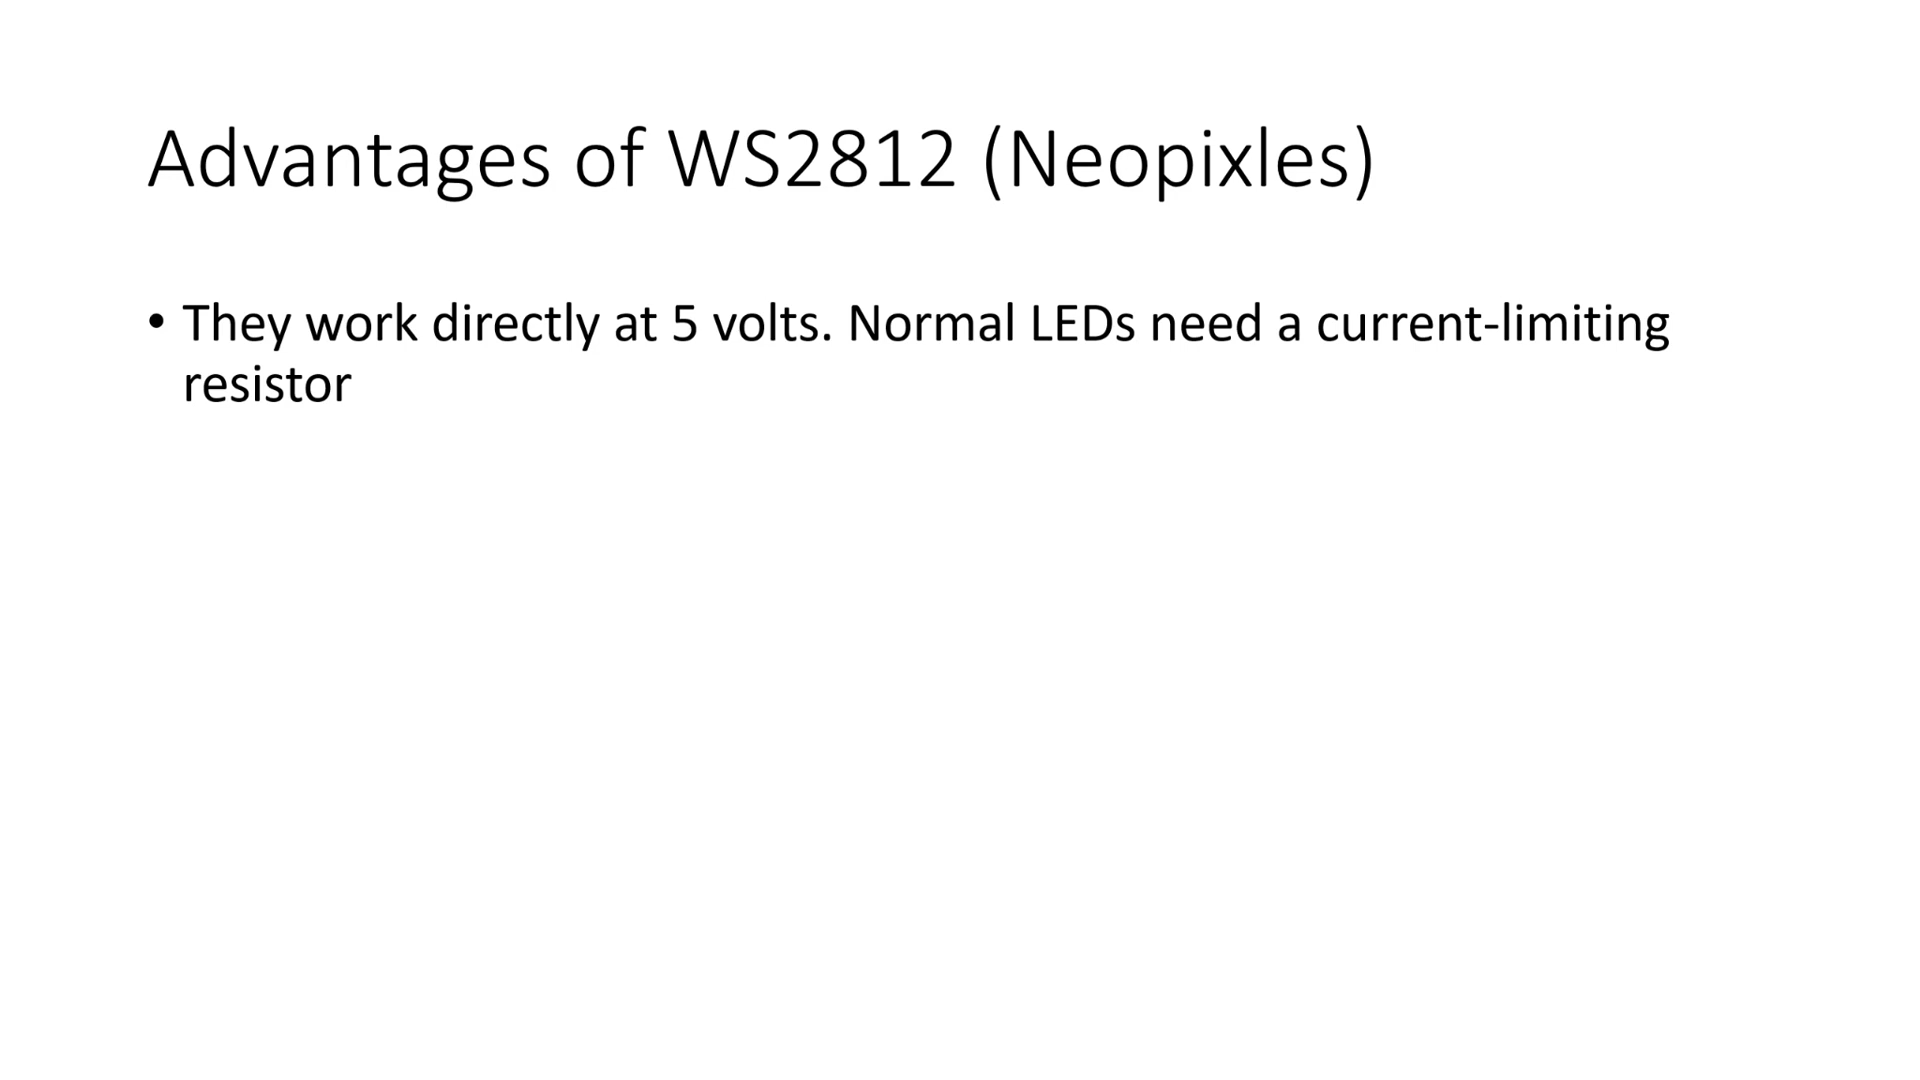 Advantages of WS2812 (Neopixles)
• They work directly at 5 volts. Normal LEDs need a current-limiting
resistor